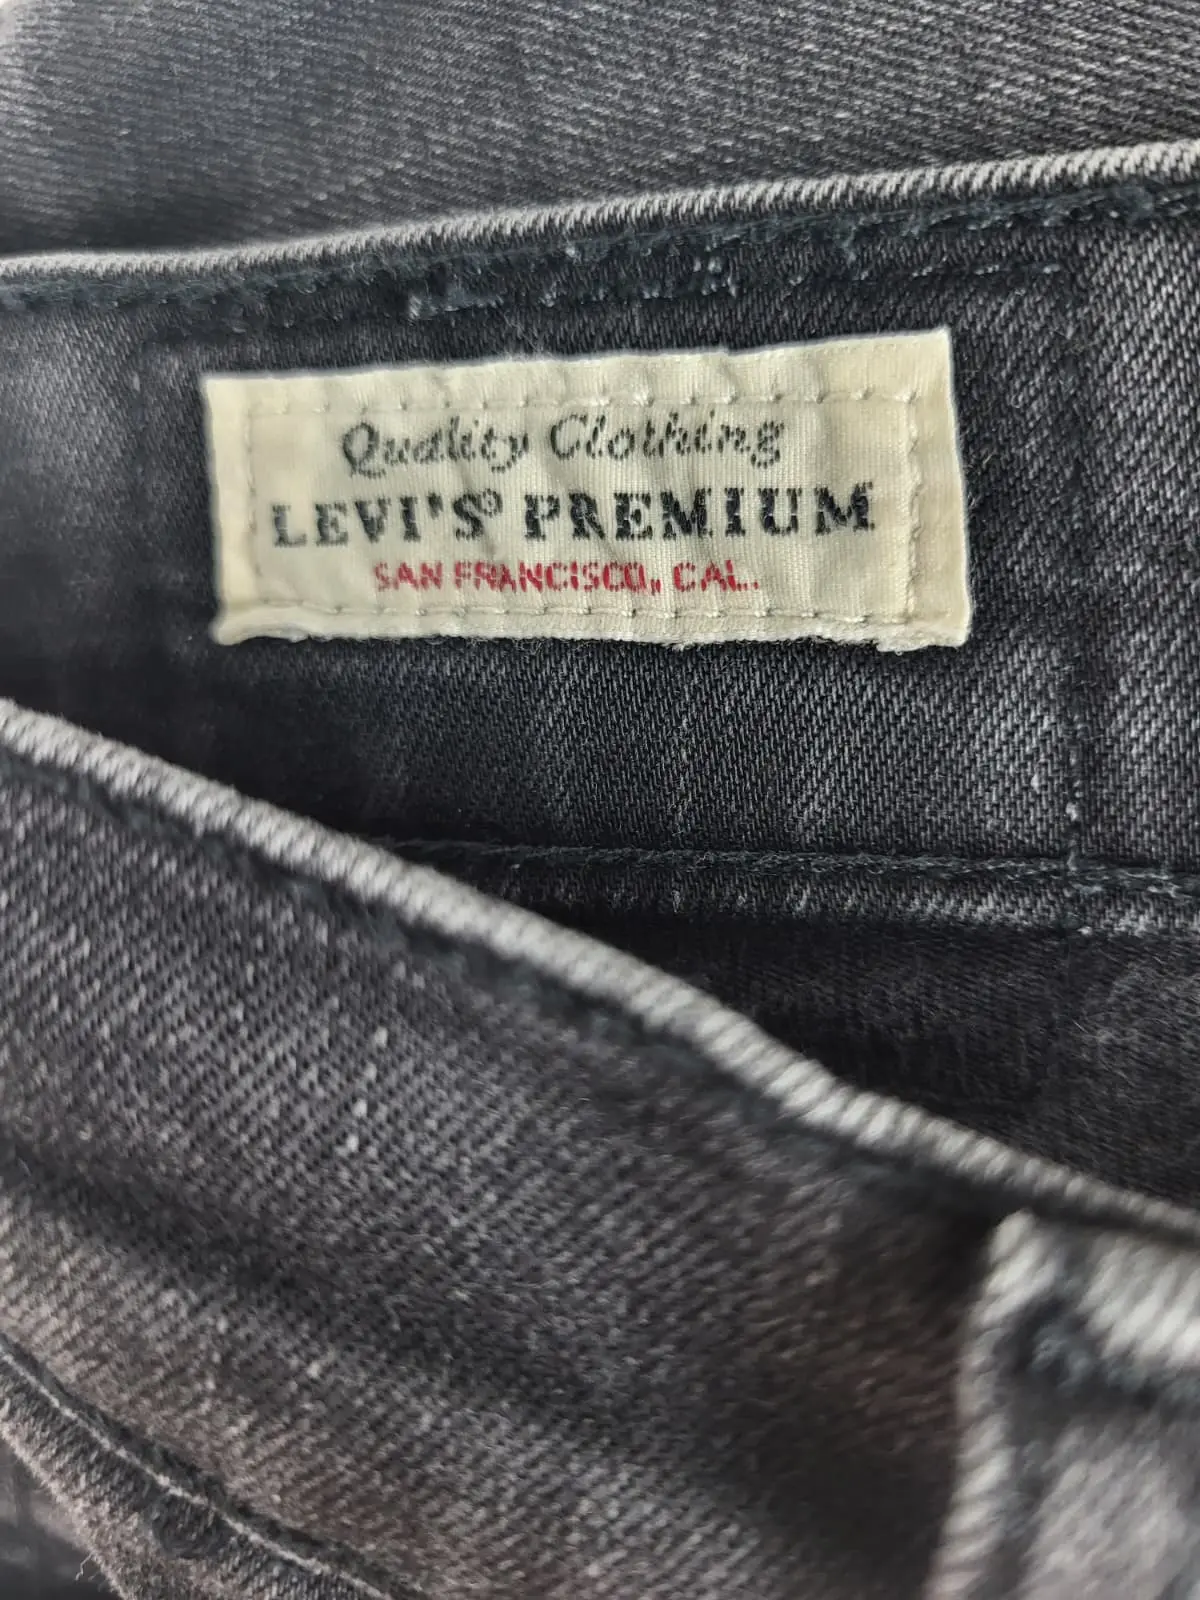 Quality Clothing
LEVI'S® PREMIUM
SAN FRANCISCO, CAL.